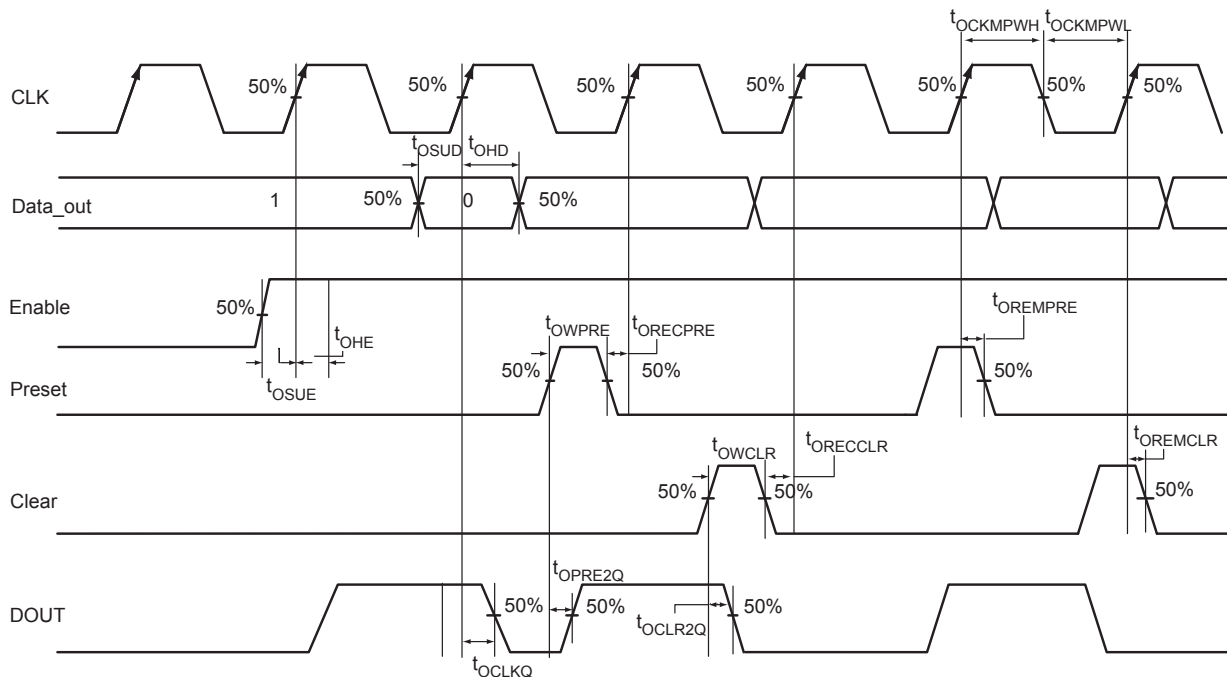 tOCKMPWH tOCKMPWL
CLK 50% 50% 50% 50% 50% 50% 50%
tOSUD tOHD
Data_out 1 50% 0 50%
Enable 50%
tOHE
tOSUE
tOWPRE tORECPRE tOREMPRE
Preset 50% 50% 50%
tOWCLR tORECCLR tOREMCLR
Clear 50% 50% 50%
tOPRE2Q
DOUT 50% 50% 50%
tOCLR2Q
tOCLKQ